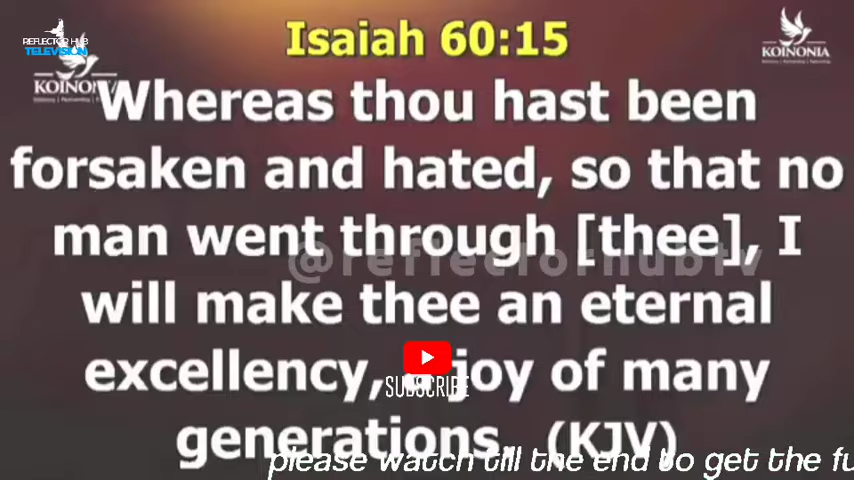 Isaiah 60:15
REFLECTOR HUB
TELEVISION
KOINONIA
KOINONIA
Whereas thou hast been
forsaken and hated, so that no
man went through [thee], I
@reflectorhubtv
will make thee an eternal
excellency, a joy of many
SUBSCRIBE
generations. (KJV)
please watch till the end to get the fu